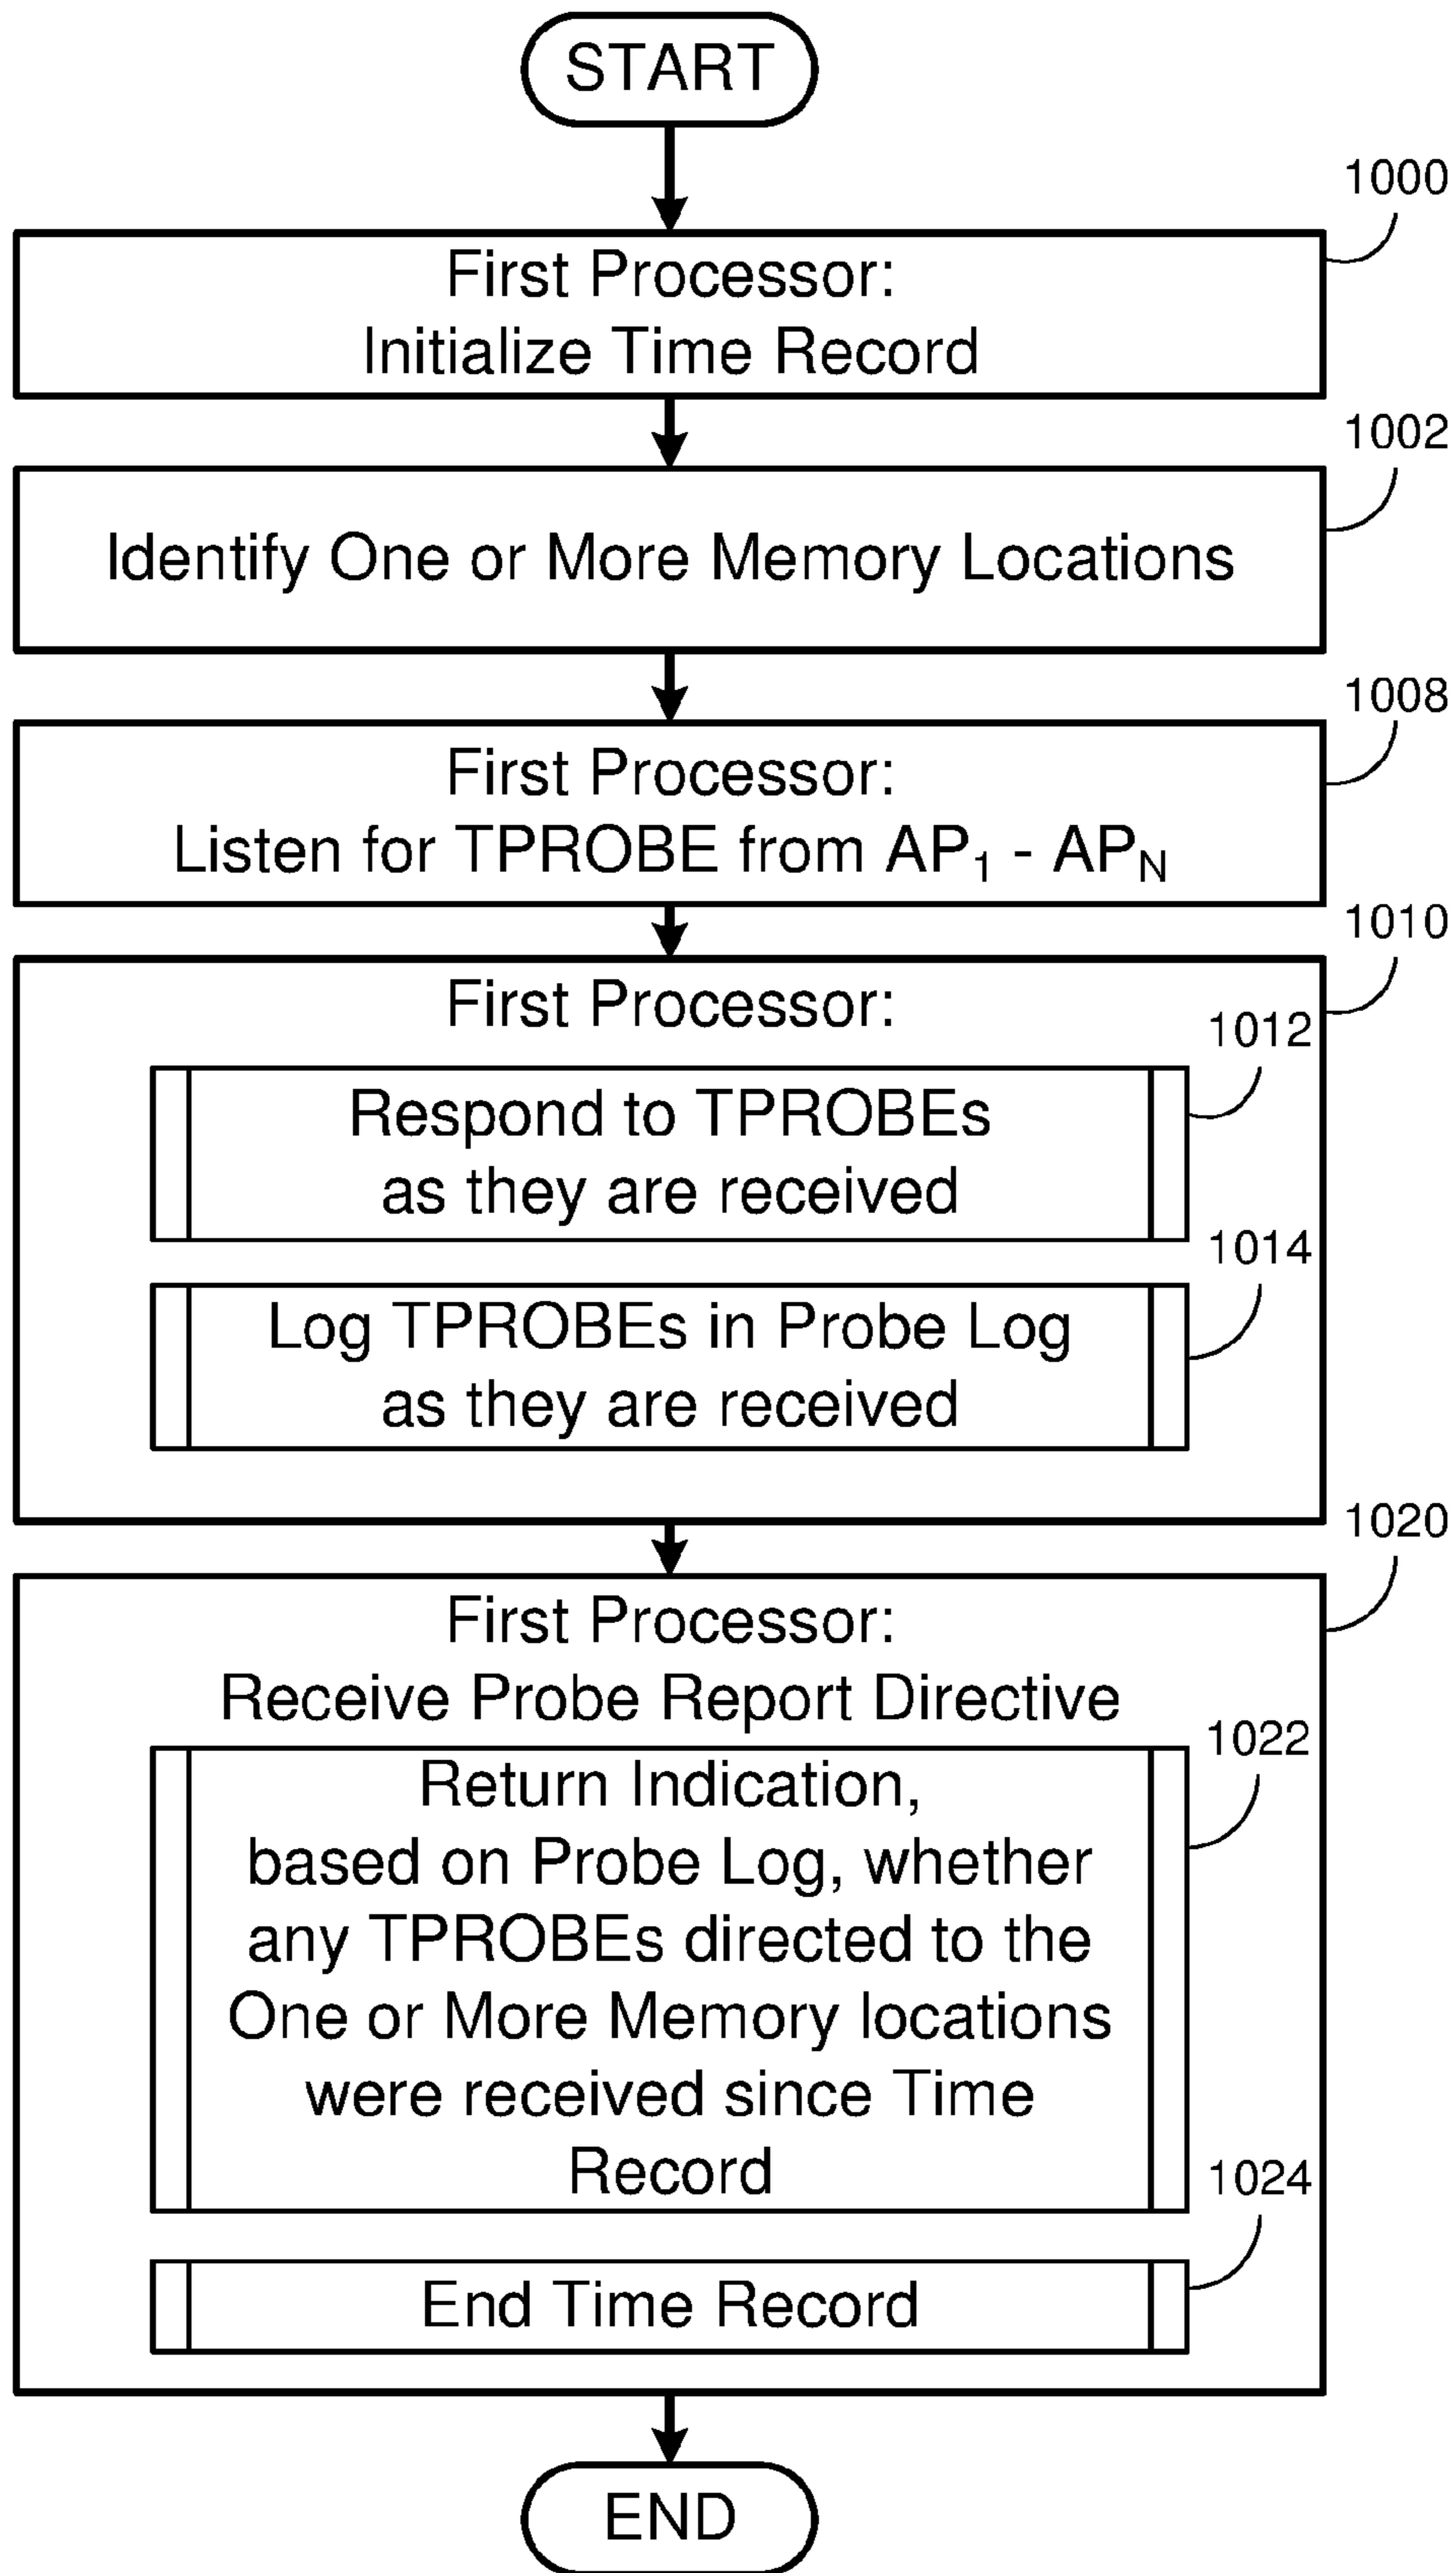 START
1000
First Processor:
Initialize Time Record
1002
Identify One or More Memory Locations
1008
First Processor:
Listen for TPROBE from AP₁ - APN
1010
First Processor:
1012
Respond to TPROBEs
as they are received
1014
Log TPROBEs in Probe Log
as they are received
1020
First Processor:
Receive Probe Report Directive
1022
Return Indication,
based on Probe Log, whether
any TPROBEs directed to the
One or More Memory locations
were received since Time
Record
1024
End Time Record
END